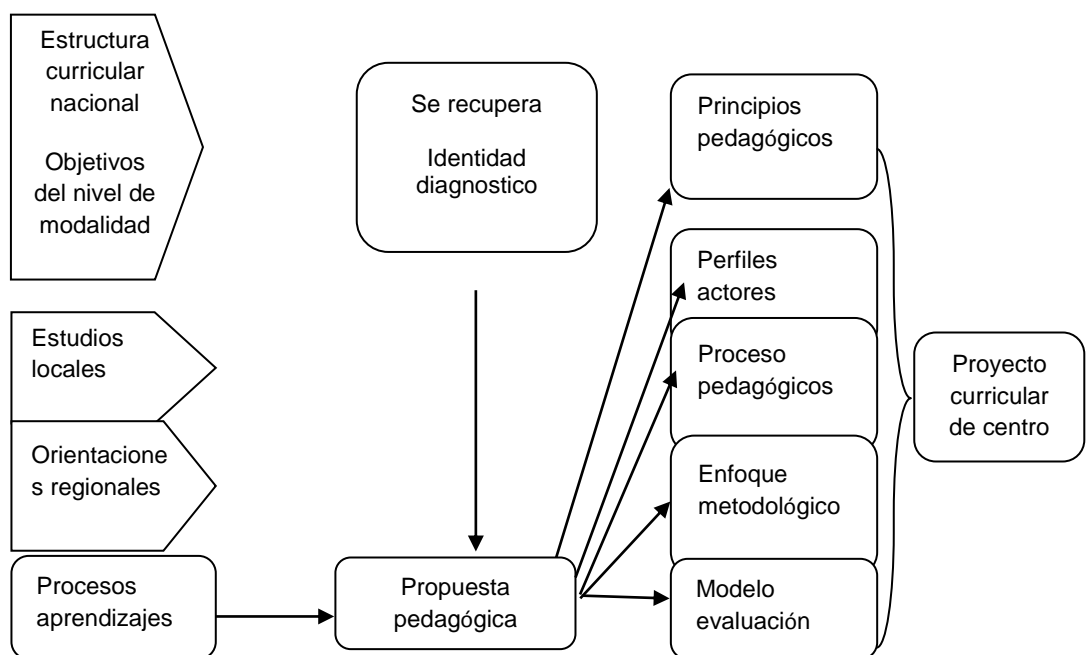 Estructura
curricular
nacional
Objetivos
del nivel de
modalidad
Estudios
locales
Orientacione
s regionales
Procesos
aprendizajes
Se recupera
Identidad
diagnostico
Propuesta
pedagógica
Principios
pedagógicos
Perfiles
actores
Proceso
pedagógicos
Enfoque
metodológico
Modelo
evaluación
Proyecto
curricular
de centro